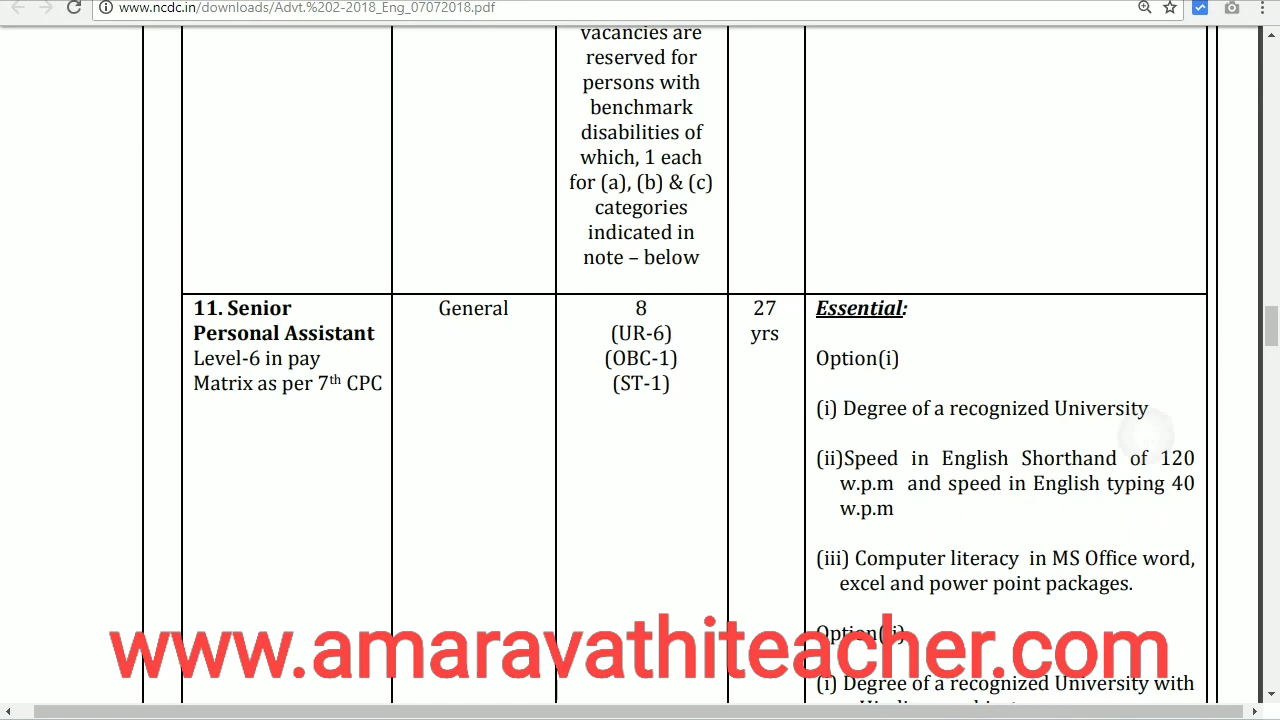 www.ncdc.in/downloads/Advt.%202-2018_Eng_07072018.pdf
vacancies are
reserved for
persons with
benchmark
disabilities of
which, 1 each
for (a), (b) & (c)
categories
indicated in
note – below
11. Senior
Personal Assistant
Level-6 in pay
Matrix as per 7th CPC
General
8
(UR-6)
(OBC-1)
(ST-1)
27
yrs
Essential:
Option(i)
(i) Degree of a recognized University
(ii)Speed in English Shorthand of 120
w.p.m and speed in English typing 40
w.p.m
(iii) Computer literacy in MS Office word,
excel and power point packages.
Option(ii)
(i) Degree of a recognized University with
www.amaravathiteacher.com